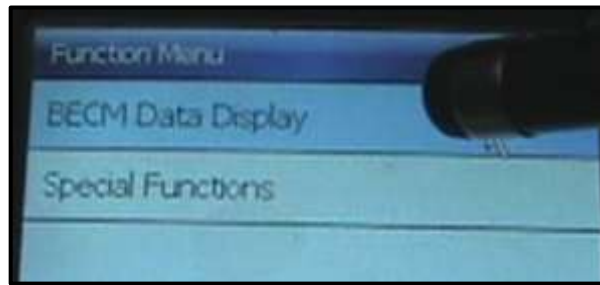 Function Menu
BECM Data Display
Special Functions